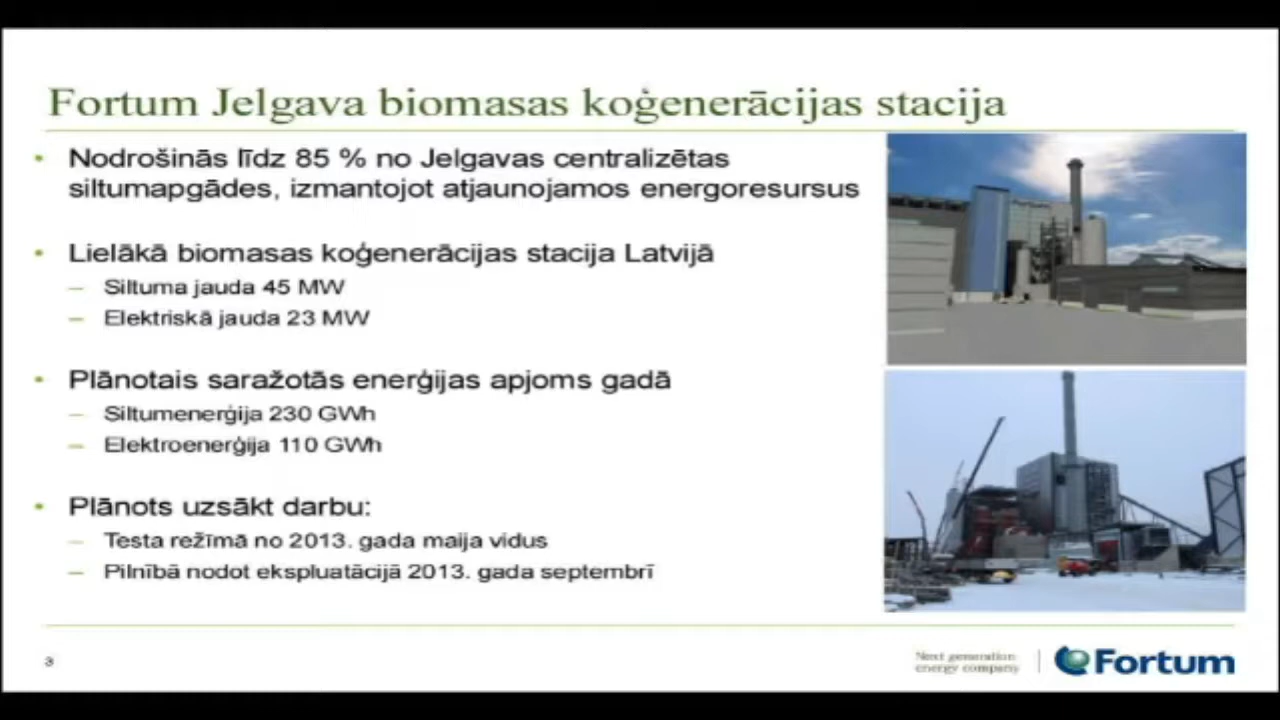 Fortum Jelgava biomasas koģenerācijas stacija
• Nodrošinās līdz 85 % no Jelgavas centralizētas
siltumapgādes, izmantojot atjaunojamos energoresursus
• Lielākā biomasas koģenerācijas stacija Latvijā
– Siltuma jauda 45 MW
– Elektriskā jauda 23 MW
• Plānotais saražotās enerģijas apjoms gadā
– Siltumenerģija 230 GWh
– Elektroenerģija 110 GWh
• Plānots uzsākt darbu:
– Testa režīmā no 2013. gada maija vidus
– Pilnībā nodot ekspluatācijā 2013. gada septembrī
3
Next generation
energy company
Fortum